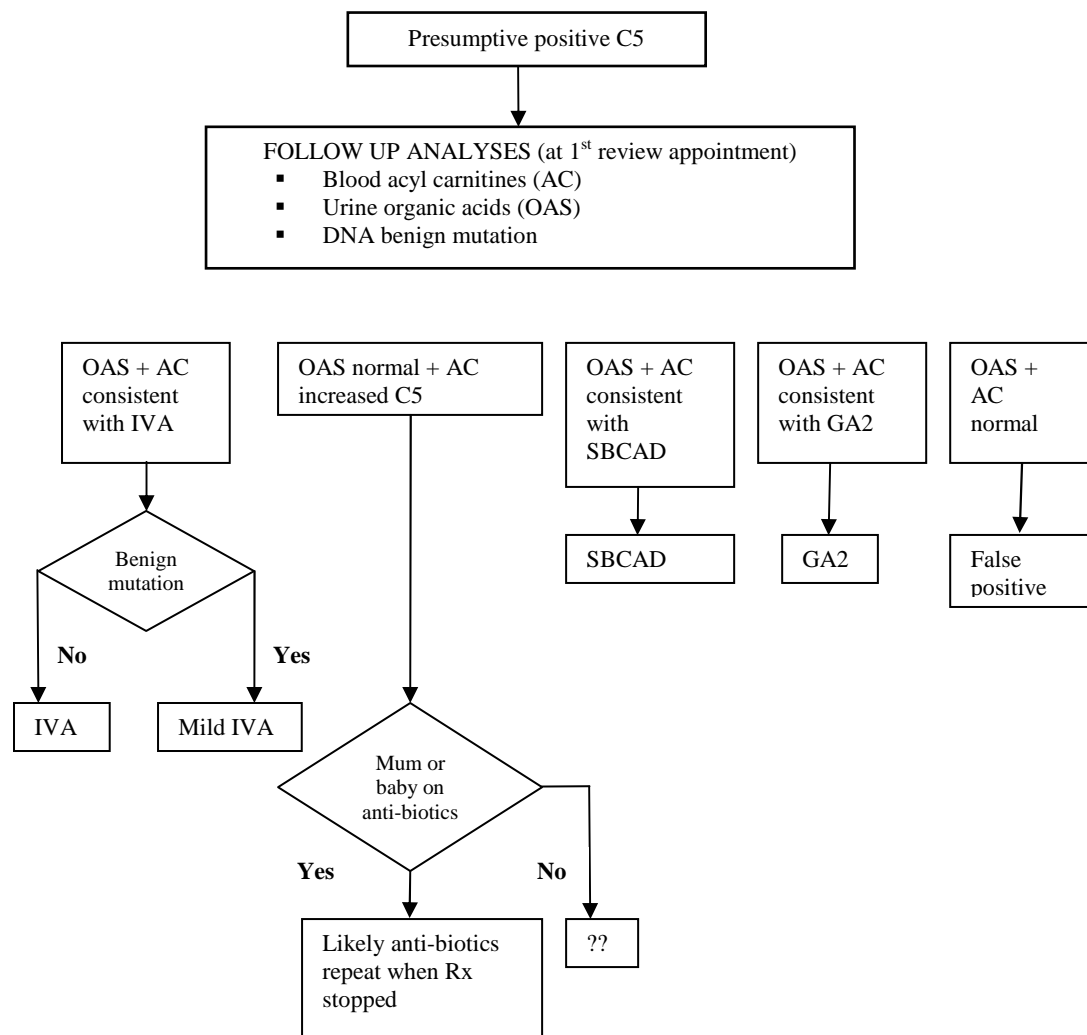 Presumptive positive C5
FOLLOW UP ANALYSES (at 1st review appointment)
▪ Blood acyl carnitines (AC)
▪ Urine organic acids (OAS)
▪ DNA benign mutation
OAS + AC
consistent
with IVA
OAS normal + AC
increased C5
OAS + AC
consistent
with
SBCAD
OAS + AC
consistent
with GA2
OAS +
AC
normal
Benign
mutation
SBCAD
GA2
False
positive
No
Yes
IVA
Mild IVA
Mum or
baby on
anti-biotics
Yes
No
Likely anti-biotics
repeat when Rx
stopped
??